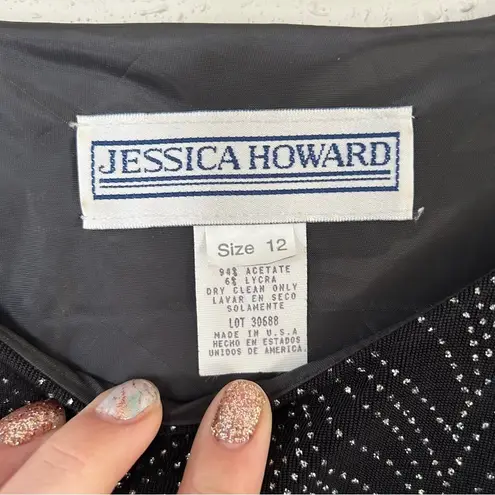 JESSICA HOWARD
Size 12
94% ACETATE
6% LYCRA
DRY CLEAN ONLY
LAVAR EN SECO
SOLAMENTE
LOT 30688
MADE IN U.S.A
HECHO EN ESTADOS
UNIDOS DE AMERICA